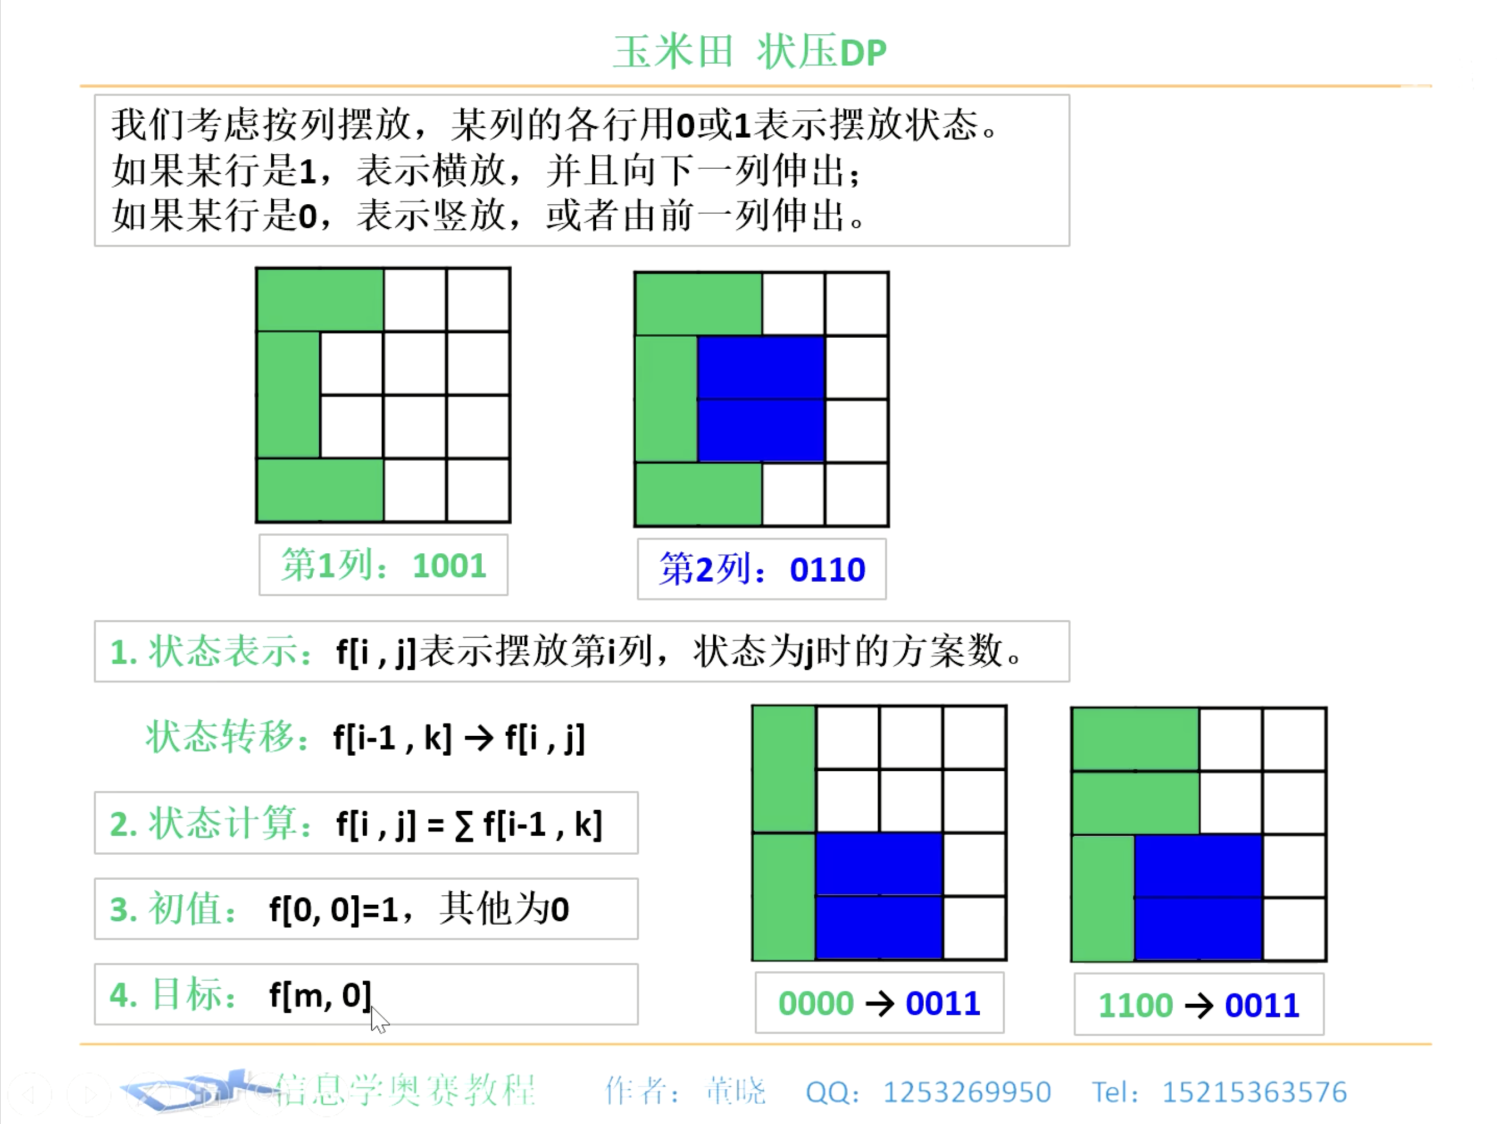 玉米田 状压DP
我们考虑按列摆放，某列的各行用0或1表示摆放状态。
如果某行是1，表示横放，并且向下一列伸出；
如果某行是0，表示竖放，或者由前一列伸出。
第1列：1001
第2列：0110
1. 状态表示：f[i , j]表示摆放第i列，状态为j时的方案数。
状态转移：f[i-1 , k] → f[i , j]
2. 状态计算：f[i , j] = ∑ f[i-1 , k]
3. 初值： f[0, 0]=1，其他为0
4. 目标： f[m, 0]
0000 → 0011
1100 → 0011
信息学奥赛教程 作者：董晓 QQ：1253269950 Tel：15215363576